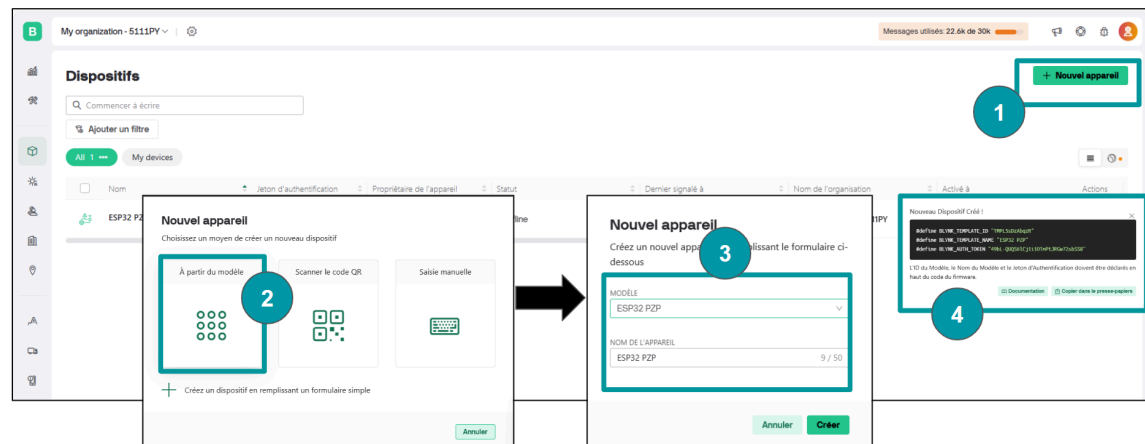 B
My organization - 5111PY
Messages utilisés: 22.6k de 30k
Dispositifs
+ Nouvel appareil
1
Commencer à écrire
Ajouter un filtre
All 1
My devices
Nom
Jeton d'authentification
Propriétaire de l'appareil
Statut
Dernier signalé à
Nom de l'organisation
Activé à
Actions
ESP32 PZ
fline
11PY
Nouvel appareil
Choisissez un moyen de créer un nouveau dispositif
À partir du modèle
Scanner le code QR
Saisie manuelle
2
Créez un dispositif en remplissant un formulaire simple
Annuler
Nouvel appareil
Créez un nouvel appa
plissant le formulaire ci-
dessous
3
MODÈLE
ESP32 PZP
NOM DE L'APPAREIL
ESP32 PZP
9 / 50
Annuler
Créer
Nouveau Dispositif Créé !
#define BLYNK_TEMPLATE_ID
#define BLYNK_TEMPLATE_NAME "ESP32 PZP"
#define BLYNK_AUTH_TOKEN
L'ID du Modèle, le Nom du Modèle et le Jeton d'Authentification doivent être déclarés en
haut du code du firmware.
Documentation
Copier dans le presse-papiers
4